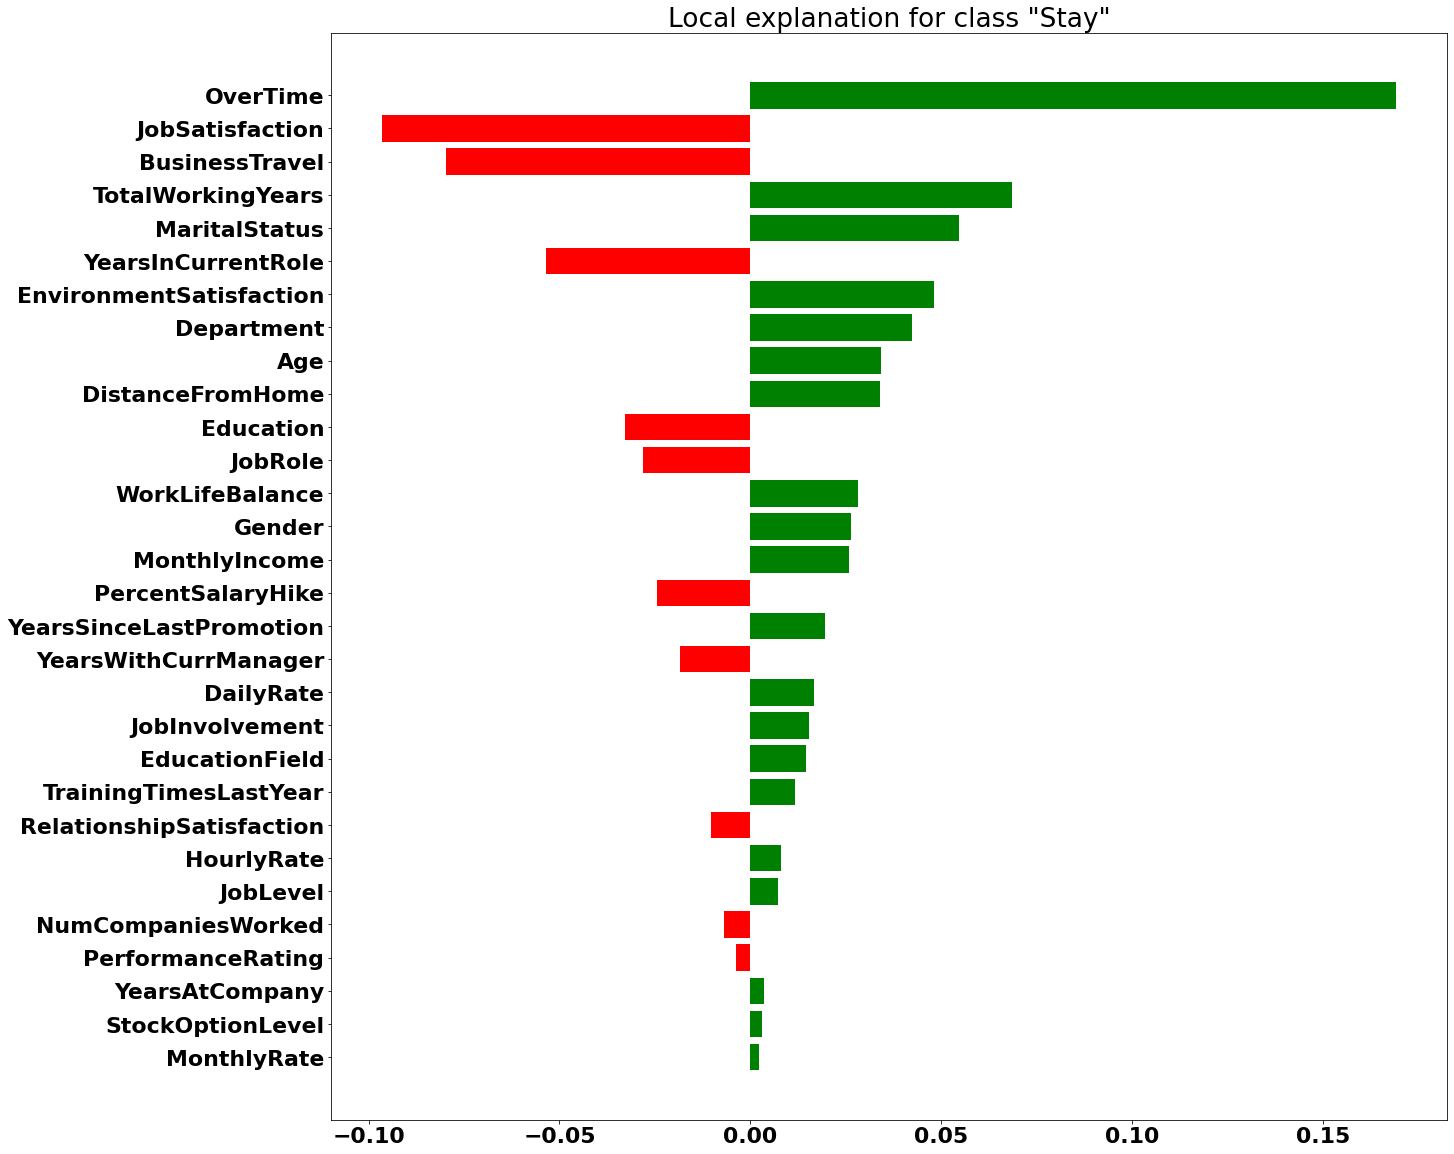 Local explanation for class "Stay"
OverTime
JobSatisfaction
BusinessTravel
TotalWorkingYears
MaritalStatus
YearsInCurrentRole
EnvironmentSatisfaction
Department
Age
DistanceFromHome
Education
JobRole
WorkLifeBalance
Gender
MonthlyIncome
PercentSalaryHike
YearsSinceLastPromotion
YearsWithCurrManager
DailyRate
JobInvolvement
EducationField
TrainingTimesLastYear
RelationshipSatisfaction
HourlyRate
JobLevel
NumCompaniesWorked
PerformanceRating
YearsAtCompany
StockOptionLevel
MonthlyRate
−0.10 −0.05 0.00 0.05 0.10 0.15